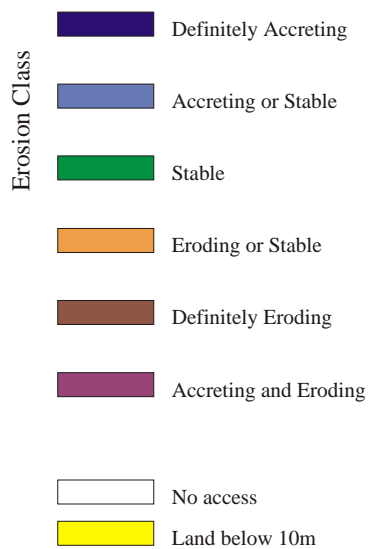 Erosion Class
Definitely Accreting
Accreting or Stable
Stable
Eroding or Stable
Definitely Eroding
Accreting and Eroding
No access
Land below 10m